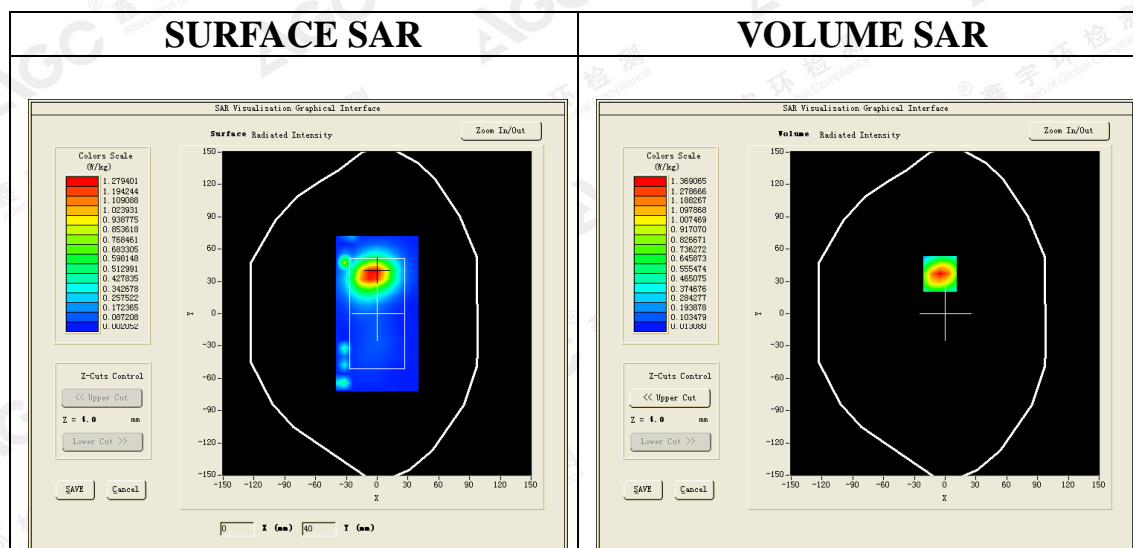 SURFACE SAR
VOLUME SAR
SAR Visualisation Graphical Interface
Surface Radiated Intensity
Zoom In/Out
Colors Scale
(W/kg)
1.279401
1.194244
1.109088
1.023931
0.938775
0.853618
0.768461
0.683305
0.598148
0.512991
0.427835
0.342678
0.257522
0.172365
0.087208
0.002052
Z-Cuts Control
<< Upper Cut
Z = 4.0 mm
Lower Cut >>
SAVE
Cancel
150
120
90
60
30
0
-30
-60
-90
-120
-150
Y
-150 -120 -90 -60 -30 0 30 60 90 120 150
X
0 X (mm) 40 Y (mm)
SAR Visualisation Graphical Interface
Volume Radiated Intensity
Zoom In/Out
Colors Scale
(W/kg)
1.369065
1.278666
1.188267
1.097868
1.007469
0.917070
0.826671
0.736272
0.645873
0.555474
0.465075
0.374676
0.284277
0.193878
0.103479
0.013080
Z-Cuts Control
<< Upper Cut
Z = 4.0 mm
Lower Cut >>
SAVE
Cancel
150
120
90
60
30
0
-30
-60
-90
-120
-150
Y
-150 -120 -90 -60 -30 0 30 60 90 120 150
X
AGC
® 鑫宇环检测